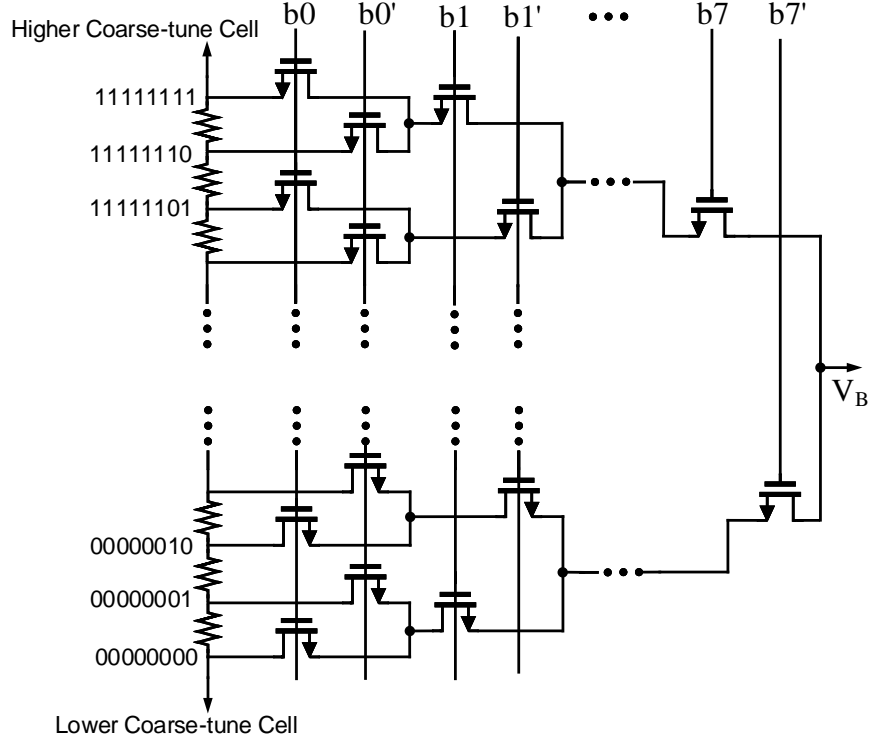 Higher Coarse-tune Cell
b0 b0' b1 b1' b7 b7'
11111111
11111110
11111101
V_B
00000010
00000001
00000000
Lower Coarse-tune Cell